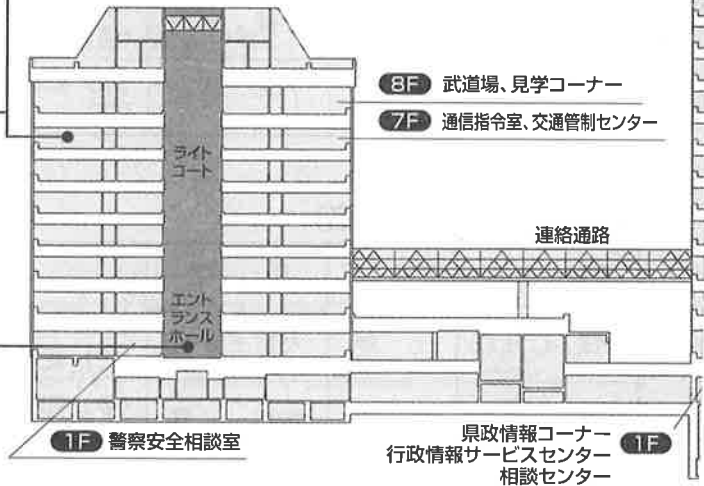 8F 武道場、見学コーナー
7F 通信指令室、交通管制センター
ライト
コート
連絡通路
エント
ランス
ホール
1F 警察安全相談室
県政情報コーナー 1F
行政情報サービスセンター
相談センター